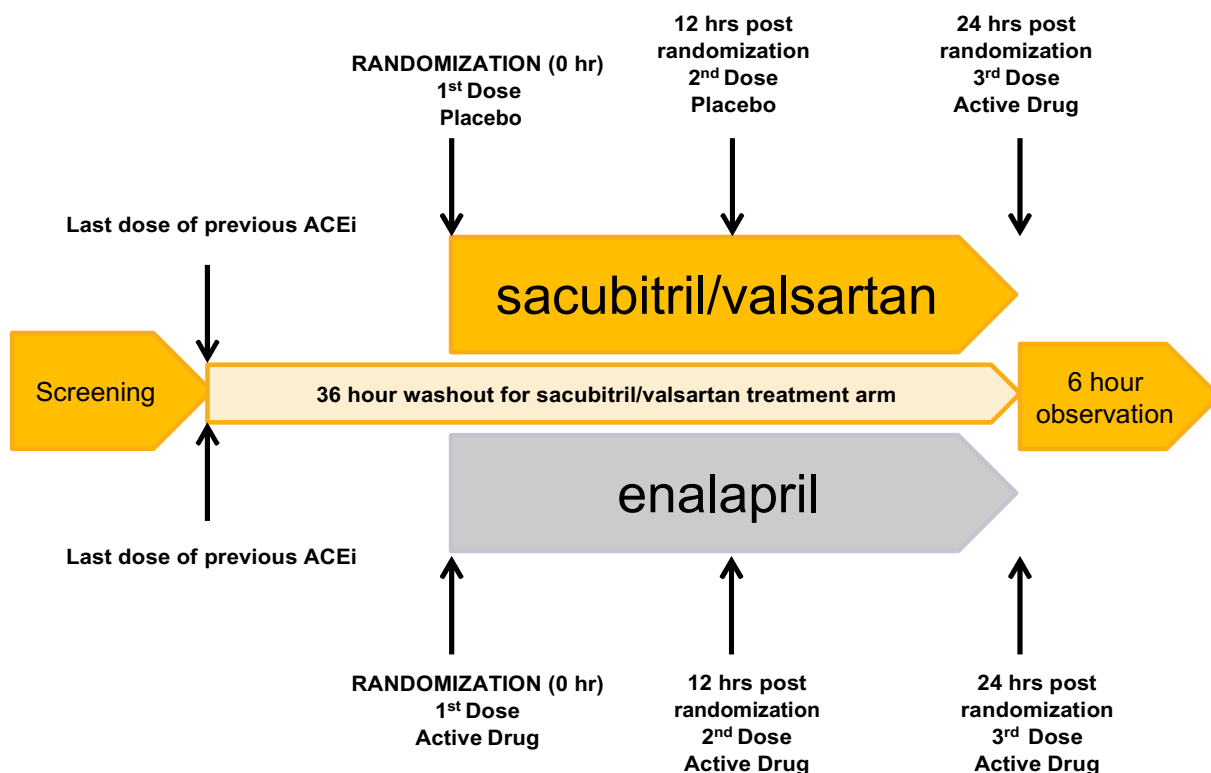 RANDOMIZATION (0 hr)
1st Dose
Placebo
12 hrs post
randomization
2nd Dose
Placebo
24 hrs post
randomization
3rd Dose
Active Drug
Last dose of previous ACEi
sacubitril/valsartan
Screening
36 hour washout for sacubitril/valsartan treatment arm
6 hour
observation
enalapril
Last dose of previous ACEi
RANDOMIZATION (0 hr)
1st Dose
Active Drug
12 hrs post
randomization
2nd Dose
Active Drug
24 hrs post
randomization
3rd Dose
Active Drug